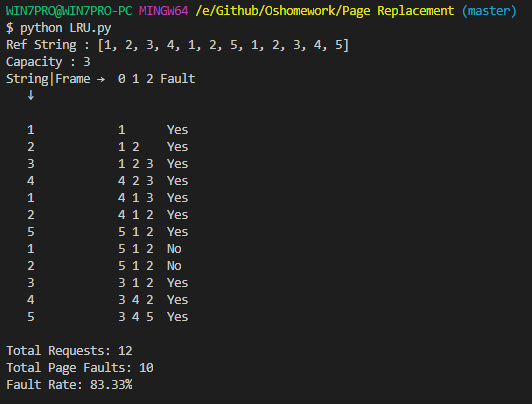 WIN7PRO@WIN7PRO-PC MINGW64 /e/Github/Oshomework/Page Replacement (master)
$ python LRU.py
Ref String : [1, 2, 3, 4, 1, 2, 5, 1, 2, 3, 4, 5]
Capacity : 3
String|Frame → 0 1 2 Fault
↓
1 1 Yes
2 1 2 Yes
3 1 2 3 Yes
4 4 2 3 Yes
1 4 1 3 Yes
2 4 1 2 Yes
5 5 1 2 Yes
1 5 1 2 No
2 5 1 2 No
3 3 1 2 Yes
4 3 4 2 Yes
5 3 4 5 Yes
Total Requests: 12
Total Page Faults: 10
Fault Rate: 83.33%